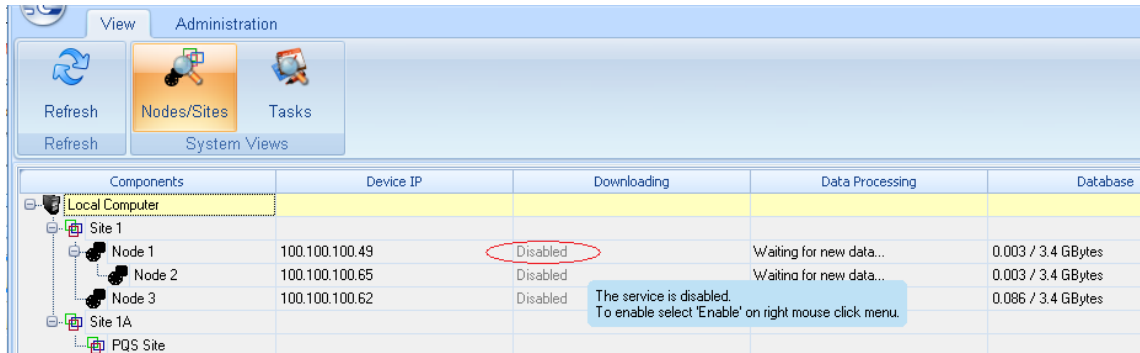 View Administration
Refresh Nodes/Sites Tasks
Refresh System Views
Components Device IP Downloading Data Processing Database
Local Computer
Site 1
Node 1 100.100.100.49 Disabled Waiting for new data... 0.003 / 3.4 GBytes
Node 2 100.100.100.65 Disabled Waiting for new data... 0.003 / 3.4 GBytes
Node 3 100.100.100.62 Disabled 0.086 / 3.4 GBytes
The service is disabled.
To enable select 'Enable' on right mouse click menu.
Site 1A
PQS Site